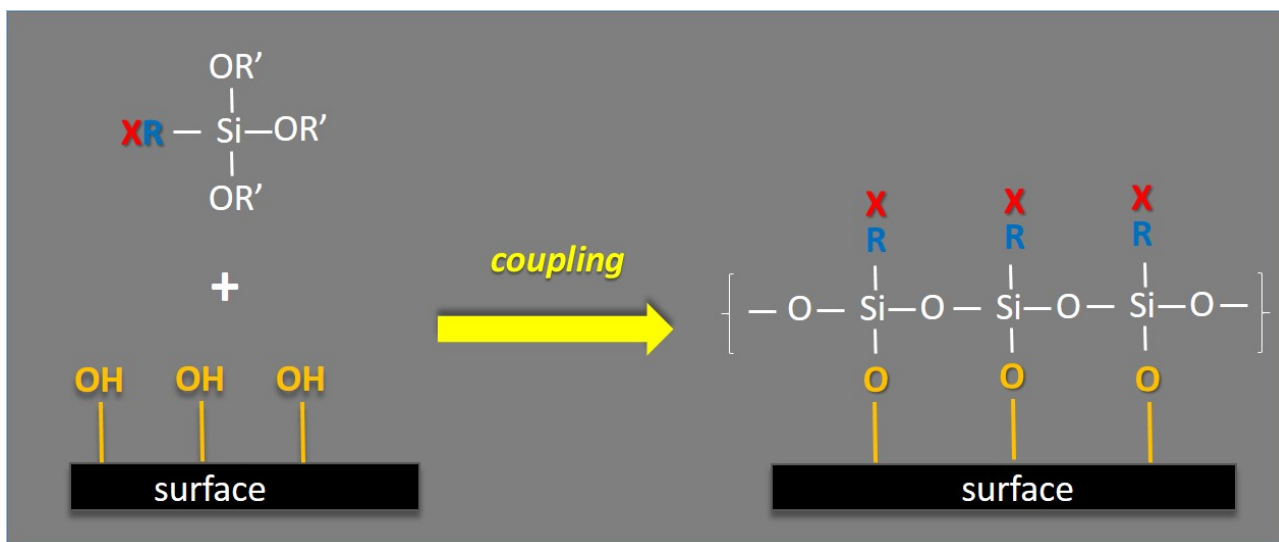 OR’
XR — Si — OR’
OR’
+
OH OH OH
surface
coupling
X X X
R R R
— O — Si — O — Si — O — Si — O —
O O O
surface